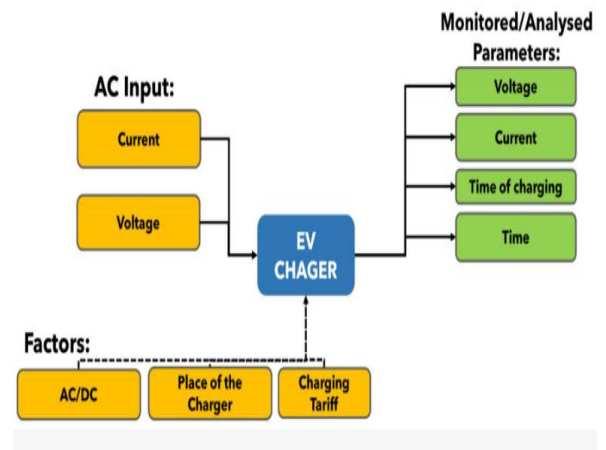 Monitored/Analysed
Parameters:
AC Input:
Voltage
Current
Current
Time of charging
Voltage
Time
EV
CHAGER
Factors:
AC/DC
Place of the
Charger
Charging
Tariff